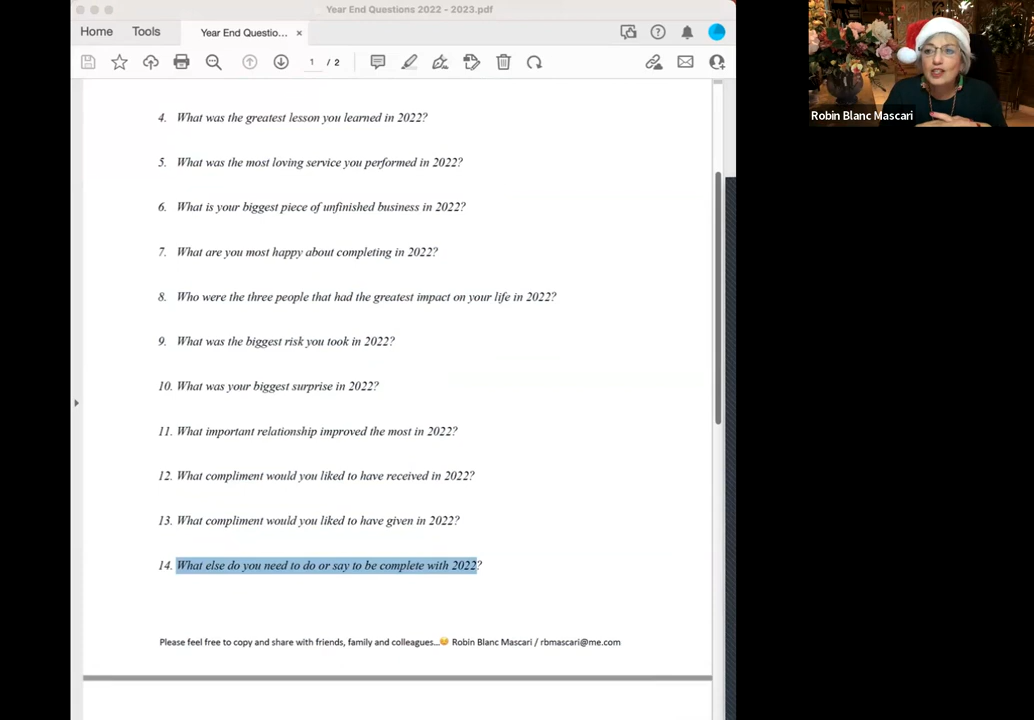 Year End Questions 2022 - 2023.pdf
Home Tools Year End Questio... ×
1 / 2
4. What was the greatest lesson you learned in 2022?
5. What was the most loving service you performed in 2022?
6. What is your biggest piece of unfinished business in 2022?
7. What are you most happy about completing in 2022?
8. Who were the three people that had the greatest impact on your life in 2022?
9. What was the biggest risk you took in 2022?
10. What was your biggest surprise in 2022?
11. What important relationship improved the most in 2022?
12. What compliment would you liked to have received in 2022?
13. What compliment would you liked to have given in 2022?
14. What else do you need to do or say to be complete with 2022?
Please feel free to copy and share with friends, family and colleagues...😊 Robin Blanc Mascari / rbmascari@me.com
Robin Blanc Mascari